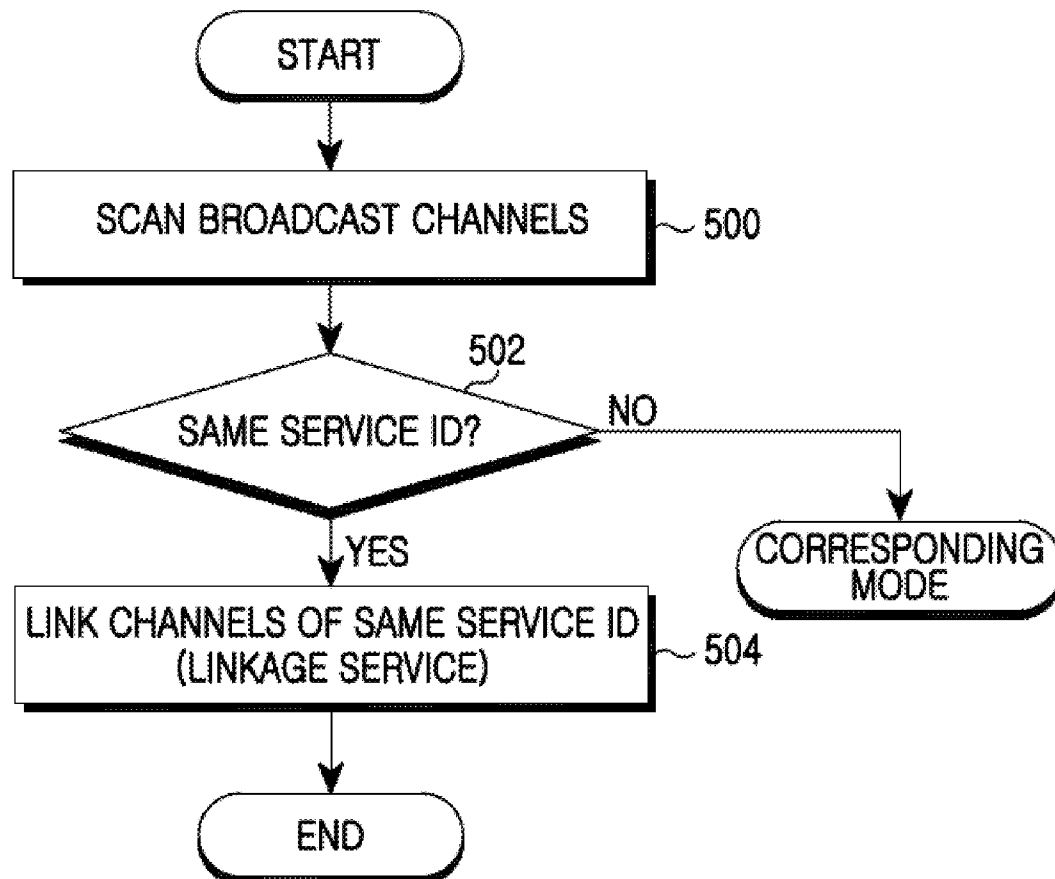 START
SCAN BROADCAST CHANNELS
500
502
SAME SERVICE ID?
NO
YES
CORRESPONDING
MODE
LINK CHANNELS OF SAME SERVICE ID
(LINKAGE SERVICE)
504
END